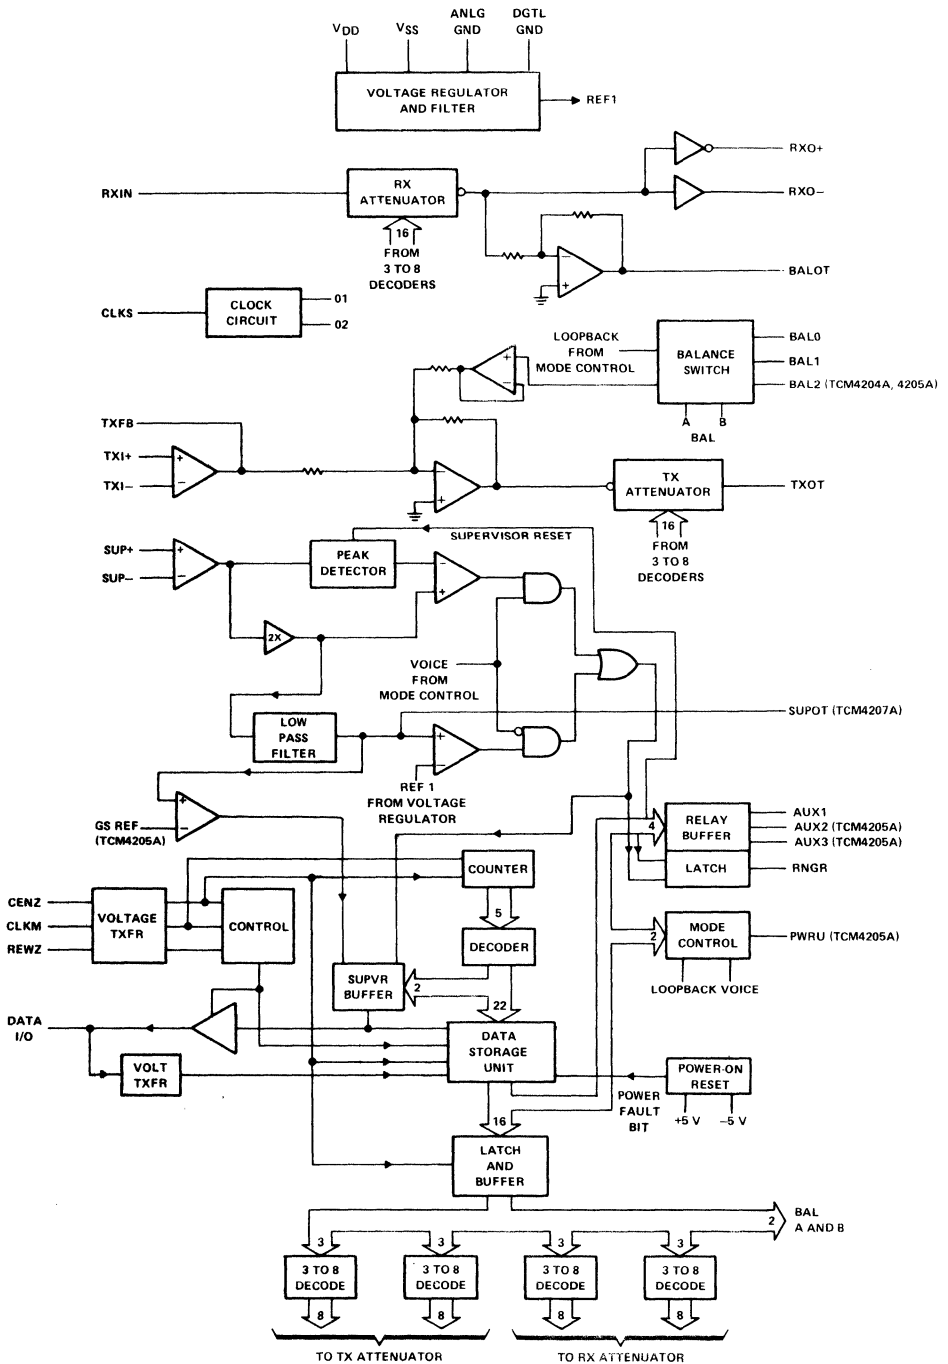 VDD
VSS
ANLG
GND
DGTL
GND
VOLTAGE REGULATOR
AND FILTER
REF1
RXO+
RXIN
RX
ATTENUATOR
RXO−
16
FROM
3 TO 8
DECODERS
−
+
BALOT
CLKS
CLOCK
CIRCUIT
01
02
LOOPBACK
FROM
MODE CONTROL
BALANCE
SWITCH
BAL0
BAL1
BAL2 (TCM4204A, 4205A)
A B
BAL
+
−
TXFB
TXI+
TXI−
+
−
−
+
TX
ATTENUATOR
TXOT
16
FROM
3 TO 8
DECODERS
SUPERVISOR RESET
SUP+
SUP−
+
−
PEAK
DETECTOR
−
+
2X
VOICE
FROM
MODE CONTROL
LOW
PASS
FILTER
SUPOT (TCM4207A)
+
−
REF 1
FROM VOLTAGE
REGULATOR
GS REF
(TCM4205A)
+
−
4
RELAY
BUFFER
AUX1
AUX2 (TCM4205A)
AUX3 (TCM4205A)
LATCH
RNGR
COUNTER
5
DECODER
CENZ
CLKM
REWZ
VOLTAGE
TXFR
CONTROL
2
MODE
CONTROL
PWRU (TCM4205A)
LOOPBACK VOICE
SUPVR
BUFFER
2
22
DATA
I/O
DATA
STORAGE
UNIT
VOLT
TXFR
POWER-ON
RESET
POWER
FAULT
BIT
+5 V −5 V
16
LATCH
AND
BUFFER
2
BAL
A AND B
3 3 3 3
3 TO 8
DECODE
3 TO 8
DECODE
3 TO 8
DECODE
3 TO 8
DECODE
8 8 8 8
TO TX ATTENUATOR
TO RX ATTENUATOR